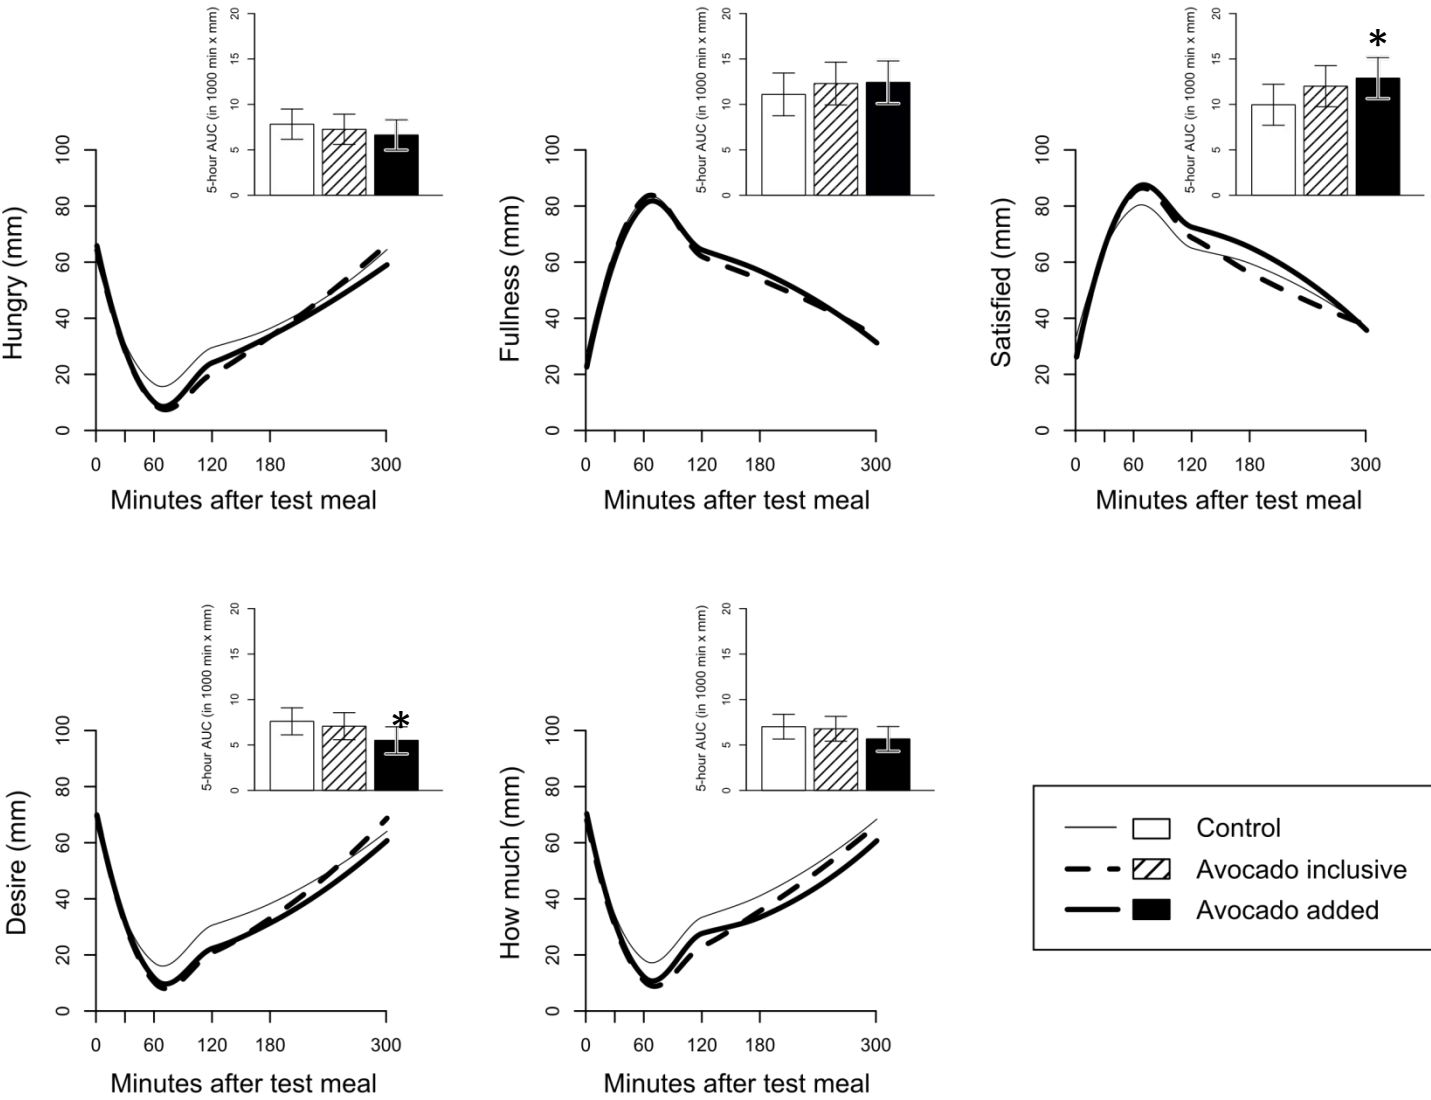 5-hour AUC (in 1000 min x mm)
0 5 10 15 20
Hungry (mm)
0 20 40 60 80 100
0 60 120 180 300
Minutes after test meal
5-hour AUC (in 1000 min x mm)
0 5 10 15 20
Fullness (mm)
0 20 40 60 80 100
0 60 120 180 300
Minutes after test meal
5-hour AUC (in 1000 min x mm)
0 5 10 15 20
*
Satisfied (mm)
0 20 40 60 80 100
0 60 120 180 300
Minutes after test meal
5-hour AUC (in 1000 min x mm)
0 5 10 15 20
*
Desire (mm)
0 20 40 60 80 100
0 60 120 180 300
Minutes after test meal
5-hour AUC (in 1000 min x mm)
0 5 10 15 20
How much (mm)
0 20 40 60 80 100
0 60 120 180 300
Minutes after test meal
Control
Avocado inclusive
Avocado added